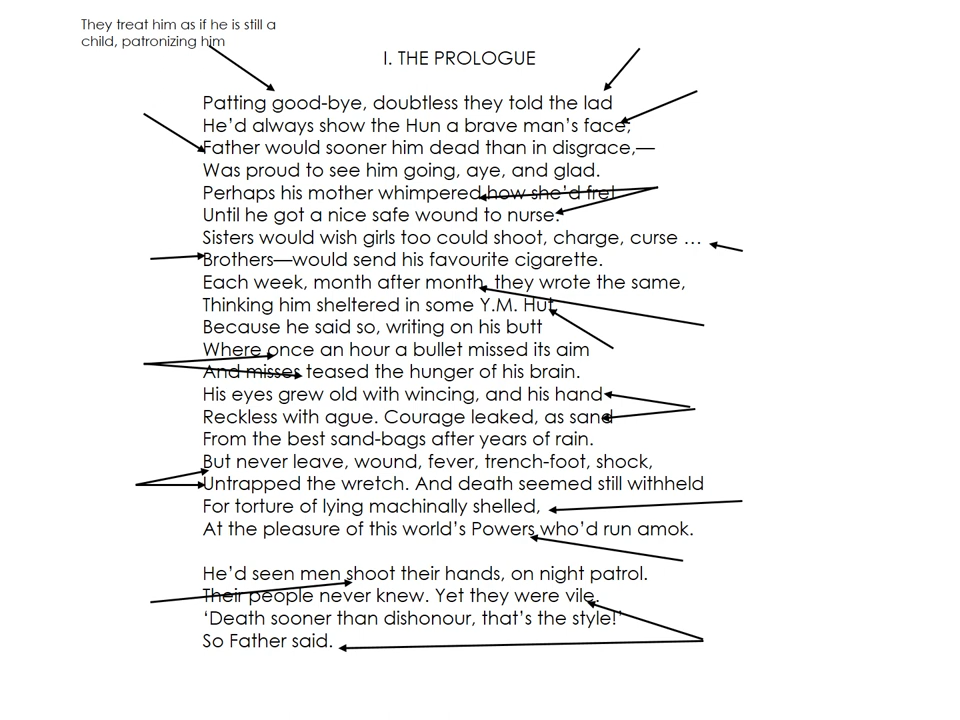 They treat him as if he is still a
child, patronizing him
I. THE PROLOGUE
Patting good-bye, doubtless they told the lad
He’d always show the Hun a brave man’s face;
Father would sooner him dead than in disgrace,—
Was proud to see him going, aye, and glad.
Perhaps his mother whimpered how she’d fret
Until he got a nice safe wound to nurse.
Sisters would wish girls too could shoot, charge, curse …
Brothers—would send his favourite cigarette.
Each week, month after month, they wrote the same,
Thinking him sheltered in some Y.M. Hut,
Because he said so, writing on his butt
Where once an hour a bullet missed its aim
And misses teased the hunger of his brain.
His eyes grew old with wincing, and his hand
Reckless with ague. Courage leaked, as sand
From the best sand-bags after years of rain.
But never leave, wound, fever, trench-foot, shock,
Untrapped the wretch. And death seemed still withheld
For torture of lying machinally shelled,
At the pleasure of this world’s Powers who’d run amok.
He’d seen men shoot their hands, on night patrol.
Their people never knew. Yet they were vile.
‘Death sooner than dishonour, that’s the style!’
So Father said.